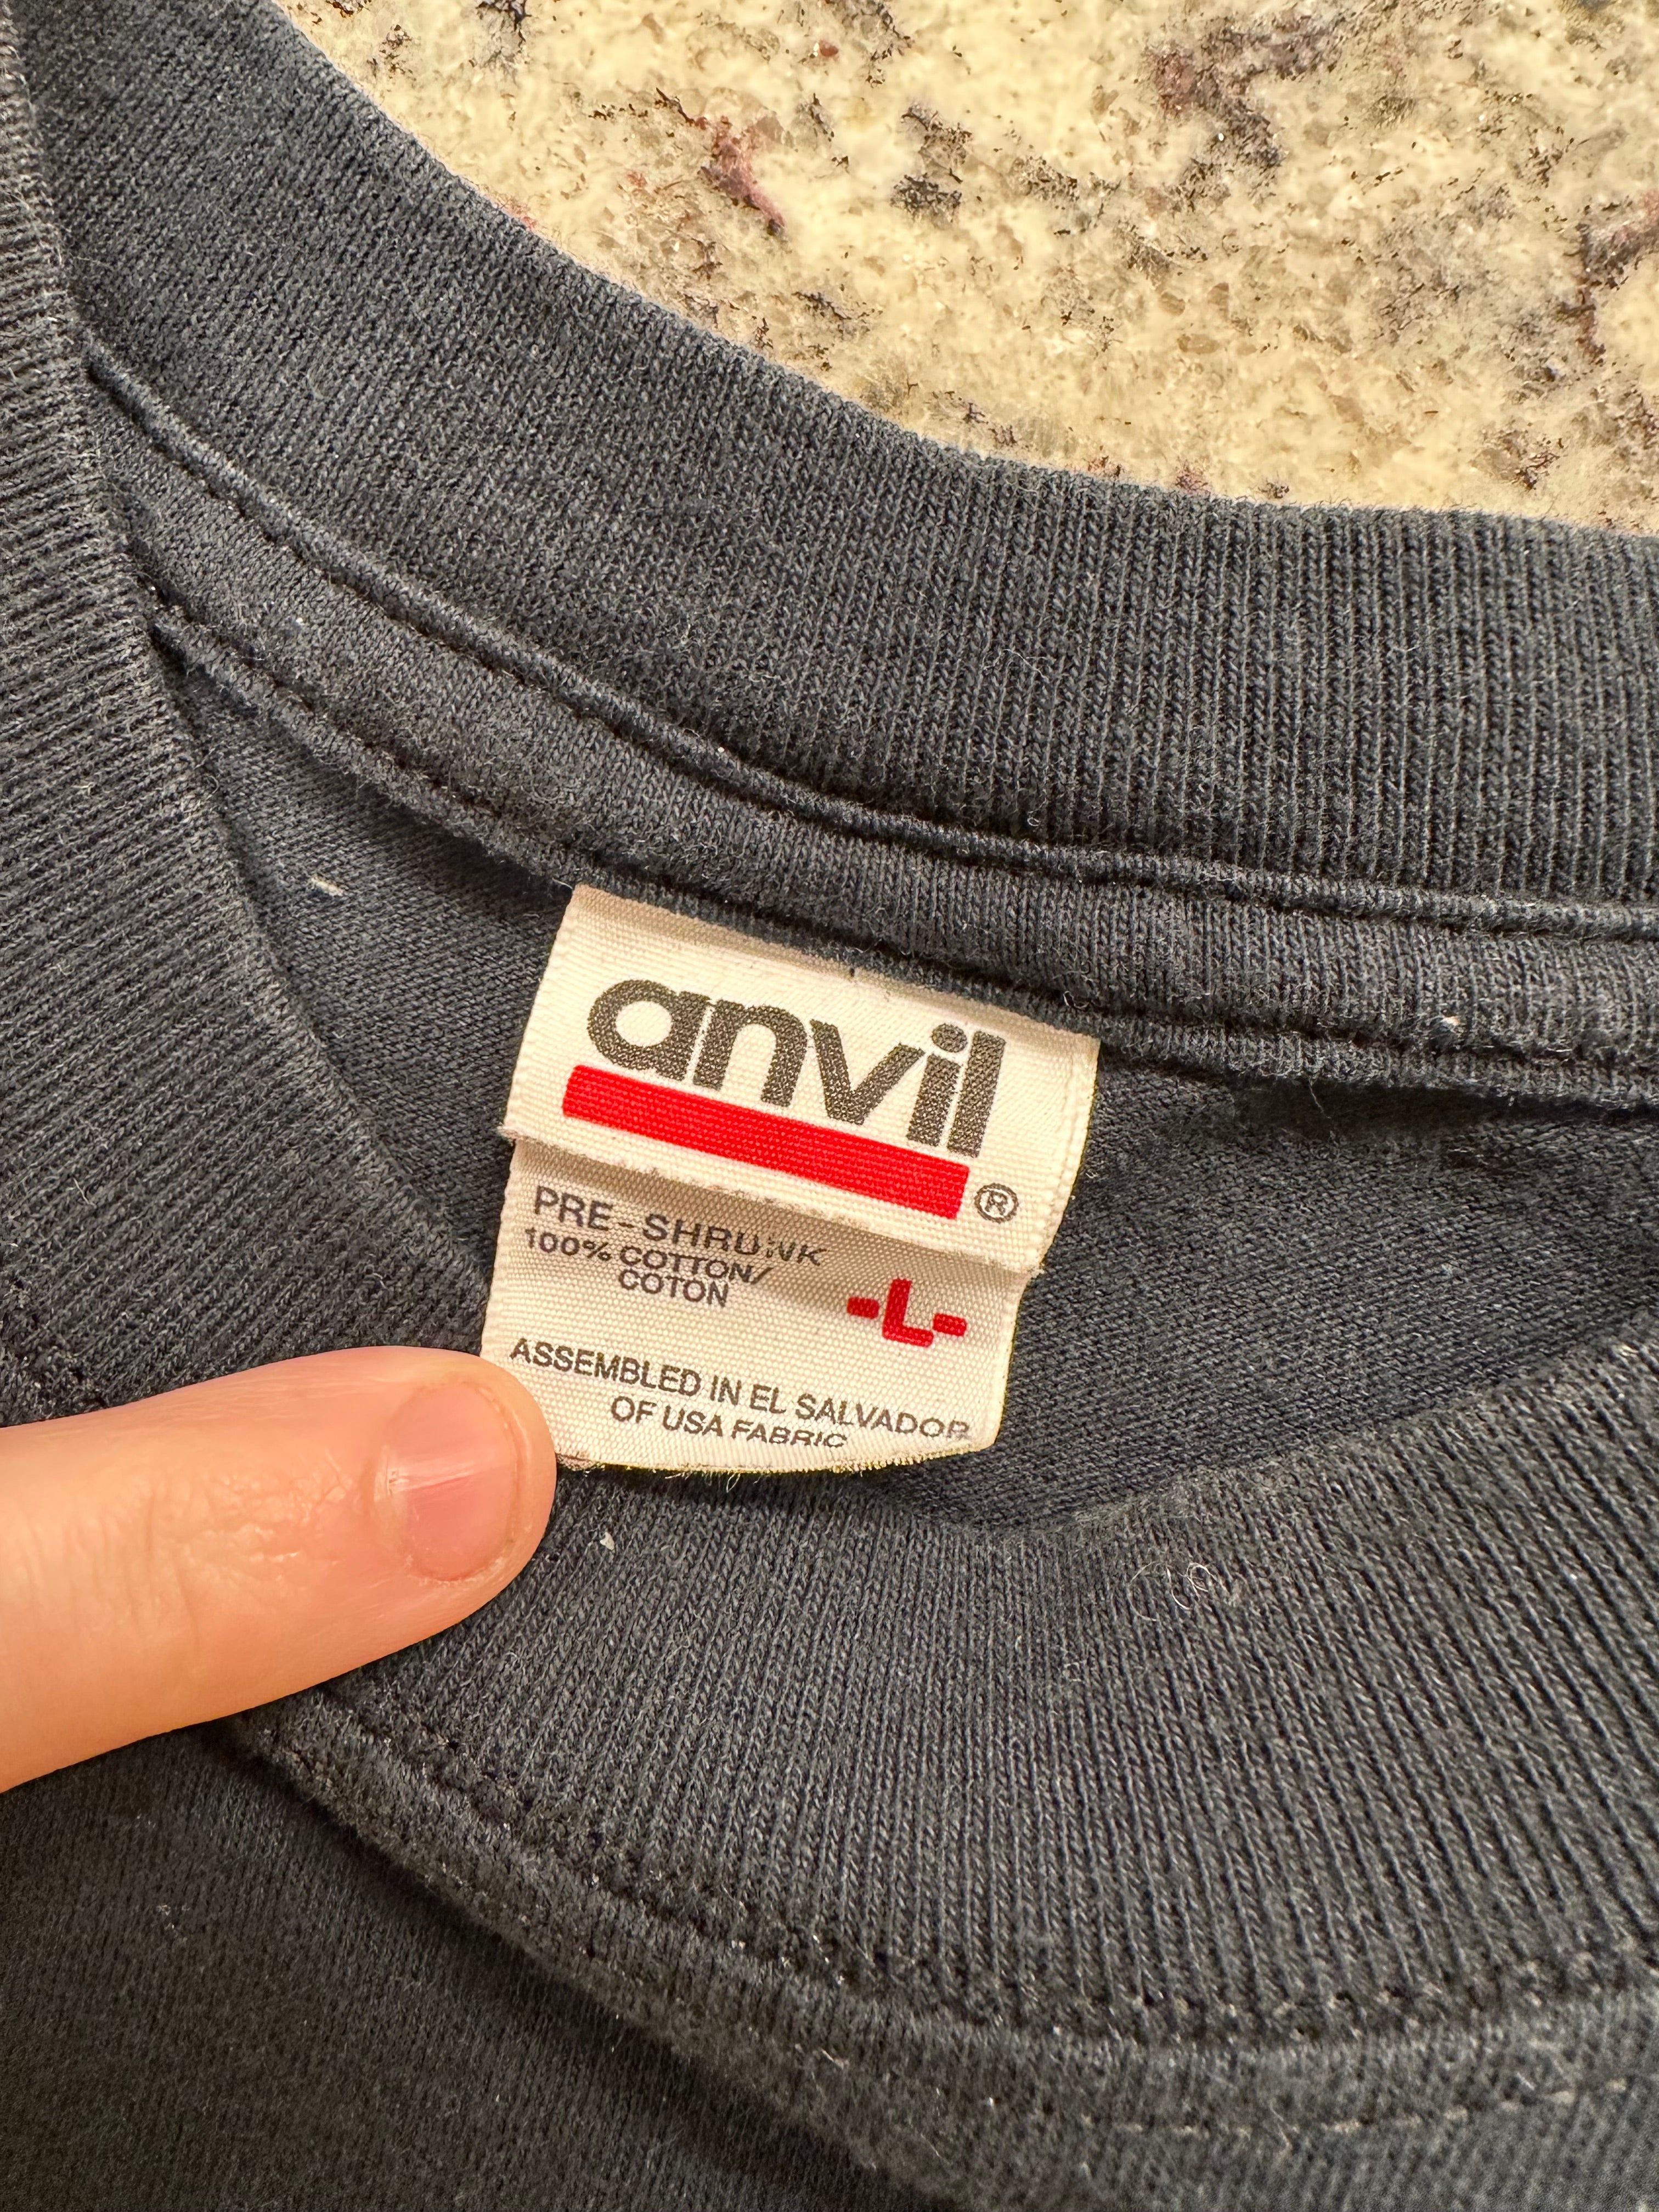 anvil
®
PRE-SHRUNK
100% COTTON/
COTON
-L-
ASSEMBLED IN EL SALVADOR
OF USA FABRIC